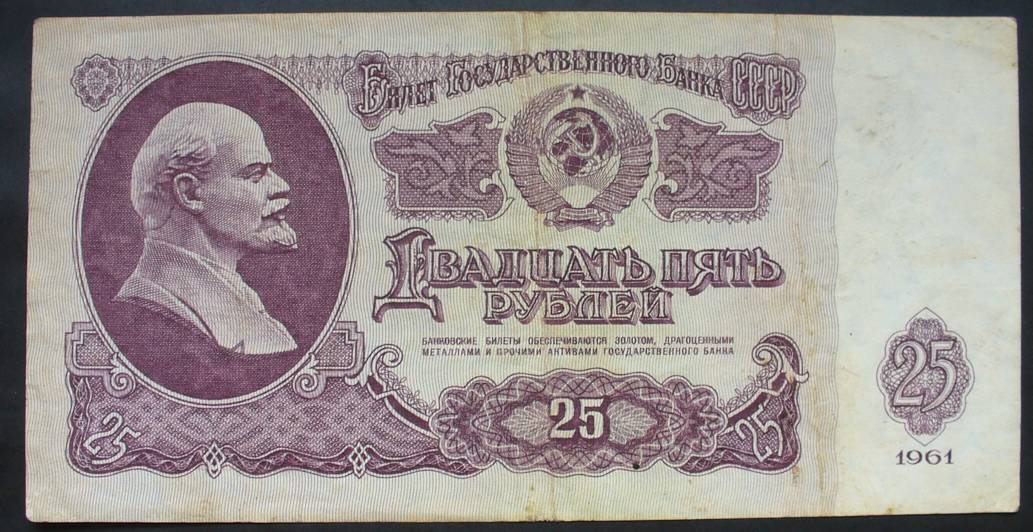 Билет Государственного Банка СССР
Двадцать пять
рублей
БАНКОВСКИЕ БИЛЕТЫ ОБЕСПЕЧИВАЮТСЯ ЗОЛОТОМ, ДРАГОЦЕННЫМИ
МЕТАЛЛАМИ И ПРОЧИМИ АКТИВАМИ ГОСУДАРСТВЕННОГО БАНКА
25
25
25
25
1961